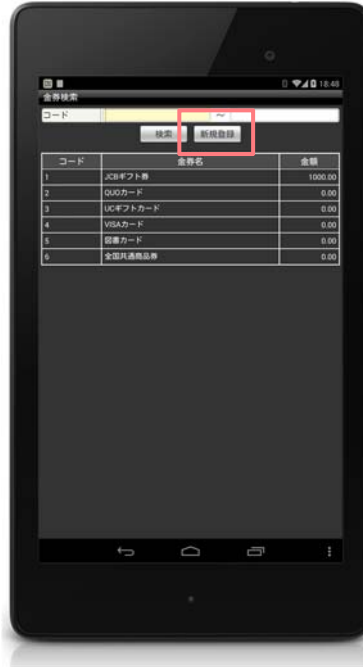 18:48
金券検索
コード ～
検索 新規登録
コード 金券名 金額
1 JCBギフト券 1000.00
2 QUOカード 0.00
3 UCギフトカード 0.00
4 VISAカード 0.00
5 図書カード 0.00
6 全国共通商品券 0.00